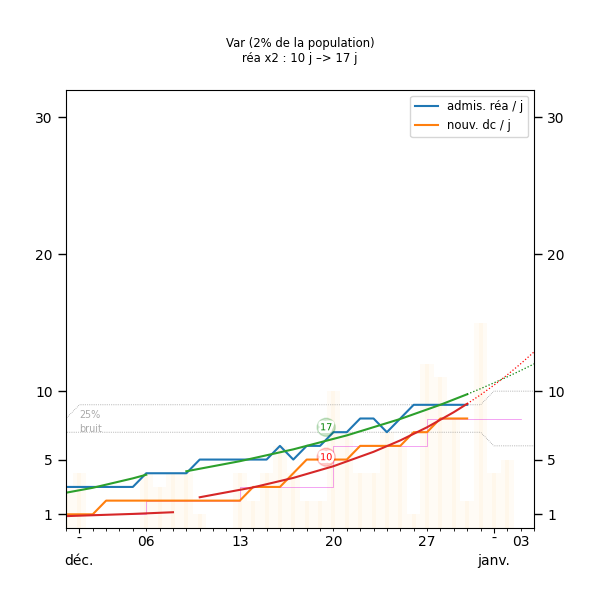 Var (2% de la population)
réa x2 : 10 j –> 17 j
admis. réa / j
nouv. dc / j
30
30
20
20
10
10
25%
bruit
17
10
5
5
1
1
-
06
13
20
27
-
03
déc.
janv.